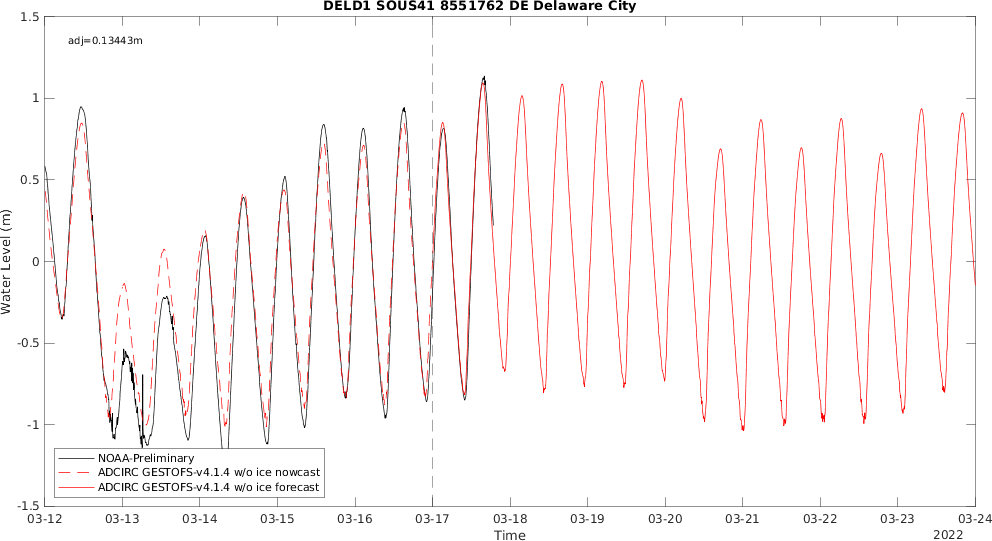 DELD1 SOUS41 8551762 DE Delaware City
adj=0.13443m
Water Level (m)
1.5
1
0.5
0
-0.5
-1
-1.5
NOAA-Preliminary
ADCIRC GESTOFS-v4.1.4 w/o ice nowcast
ADCIRC GESTOFS-v4.1.4 w/o ice forecast
03-12 03-13 03-14 03-15 03-16 03-17 03-18 03-19 03-20 03-21 03-22 03-23 03-24
Time
2022